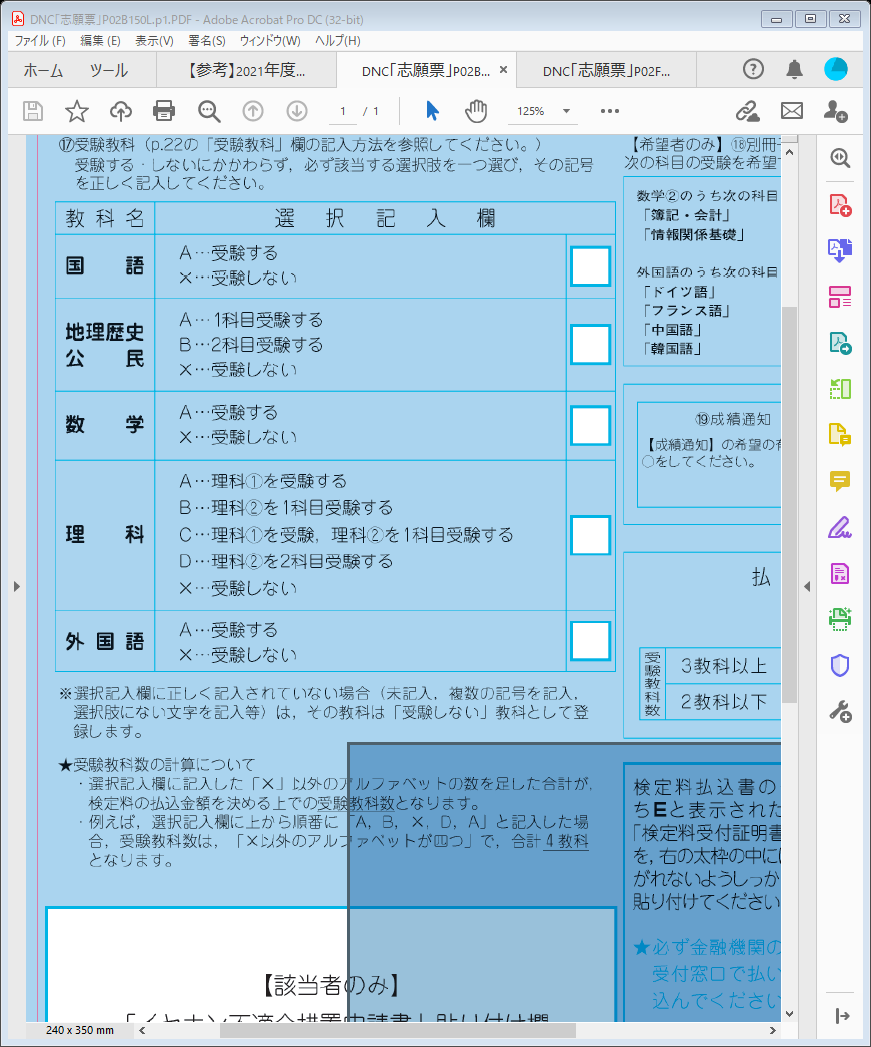 DNC「志願票」P02B150L.p1.PDF - Adobe Acrobat Pro DC (32-bit)
ファイル(F) 編集(E) 表示(V) 署名(S) ウィンドウ(W) ヘルプ(H)
ホーム ツール 【参考】2021年度... DNC「志願票」P02B... × DNC「志願票」P02F...
1 / 1 125%
⑰受験教科（p.22の「受験教科」欄の記入方法を参照してください。）
受験する・しないにかかわらず，必ず該当する選択肢を一つ選び，その記号
を正しく記入してください。
教科名 選択記入欄
国語
A…受験する
×…受験しない
地理歴史
公民
A…1科目受験する
B…2科目受験する
×…受験しない
数学
A…受験する
×…受験しない
理科
A…理科①を受験する
B…理科②を1科目受験する
C…理科①を受験，理科②を1科目受験する
D…理科②を2科目受験する
×…受験しない
外国語
A…受験する
×…受験しない
※選択記入欄に正しく記入されていない場合（未記入，複数の記号を記入，
選択肢にない文字を記入等）は，その教科は「受験しない」教科として登
録します。
★受験教科数の計算について
・選択記入欄に記入した「×」以外のアルファベットの数を足した合計が，
検定料の払込金額を決める上での受験教科数となります。
・例えば，選択記入欄に上から順番に「A，B，×，D，A」と記入した場
合，受験教科数は，「×以外のアルファベットが四つ」で，合計4教科
となります。
【該当者のみ】
「イヤホン不適合措置申請書」貼り付け欄
【希望者のみ】⑱別冊子
次の科目の受験を希望す
数学②のうち次の科目
「簿記・会計」
「情報関係基礎」
外国語のうち次の科目
「ドイツ語」
「フランス語」
「中国語」
「韓国語」
⑲成績通知
【成績通知】の希望の有
○をしてください。
払
受験教科数
3教科以上
2教科以下
検定料払込書の
ちEと表示された
「検定料受付証明書
を，右の太枠の中には
がれないようしっか
貼り付けてください
★必ず金融機関の
受付窓口で払い
込んでください
240 x 350 mm